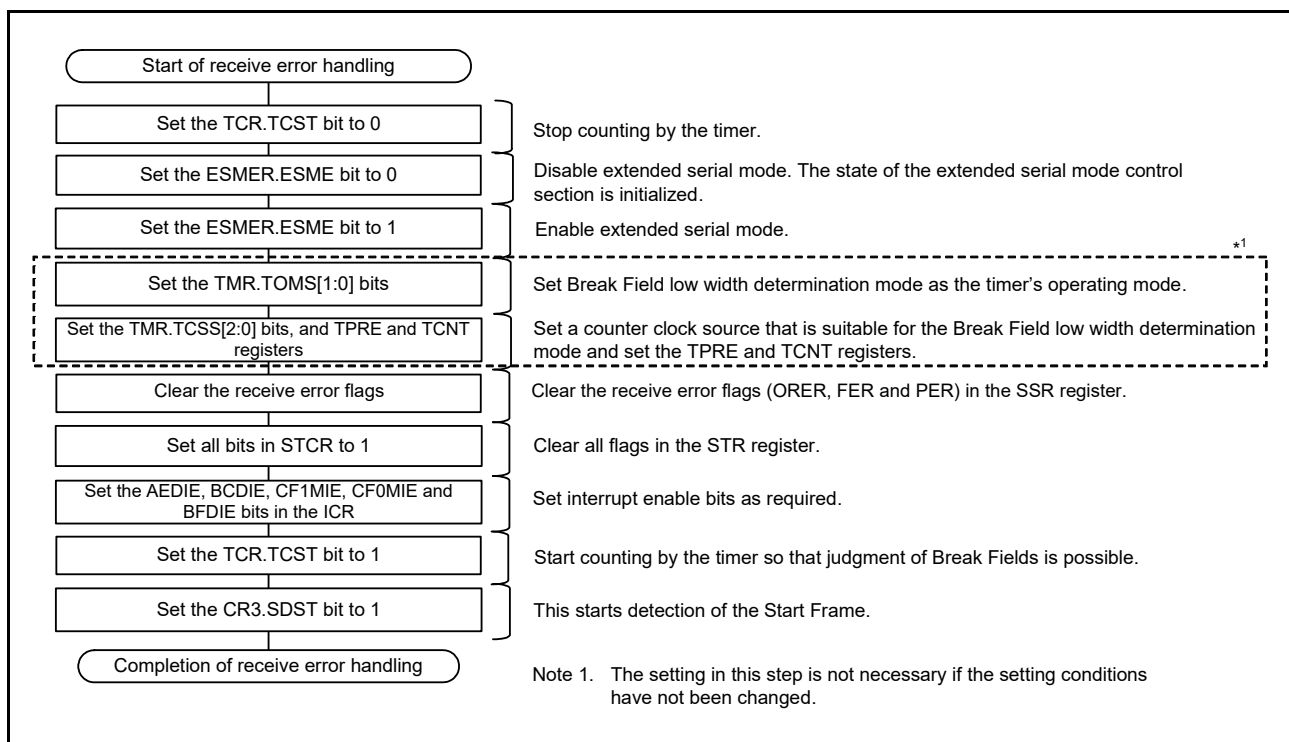 Start of receive error handling
Set the TCR.TCST bit to 0
Stop counting by the timer.
Set the ESMER.ESME bit to 0
Disable extended serial mode. The state of the extended serial mode control
section is initialized.
Set the ESMER.ESME bit to 1
Enable extended serial mode.
*1
Set the TMR.TOMS[1:0] bits
Set Break Field low width determination mode as the timer’s operating mode.
Set the TMR.TCSS[2:0] bits, and TPRE and TCNT
registers
Set a counter clock source that is suitable for the Break Field low width determination
mode and set the TPRE and TCNT registers.
Clear the receive error flags
Clear the receive error flags (ORER, FER and PER) in the SSR register.
Set all bits in STCR to 1
Clear all flags in the STR register.
Set the AEDIE, BCDIE, CF1MIE, CF0MIE and
BFDIE bits in the ICR
Set interrupt enable bits as required.
Set the TCR.TCST bit to 1
Start counting by the timer so that judgment of Break Fields is possible.
Set the CR3.SDST bit to 1
This starts detection of the Start Frame.
Completion of receive error handling
Note 1. The setting in this step is not necessary if the setting conditions
have not been changed.